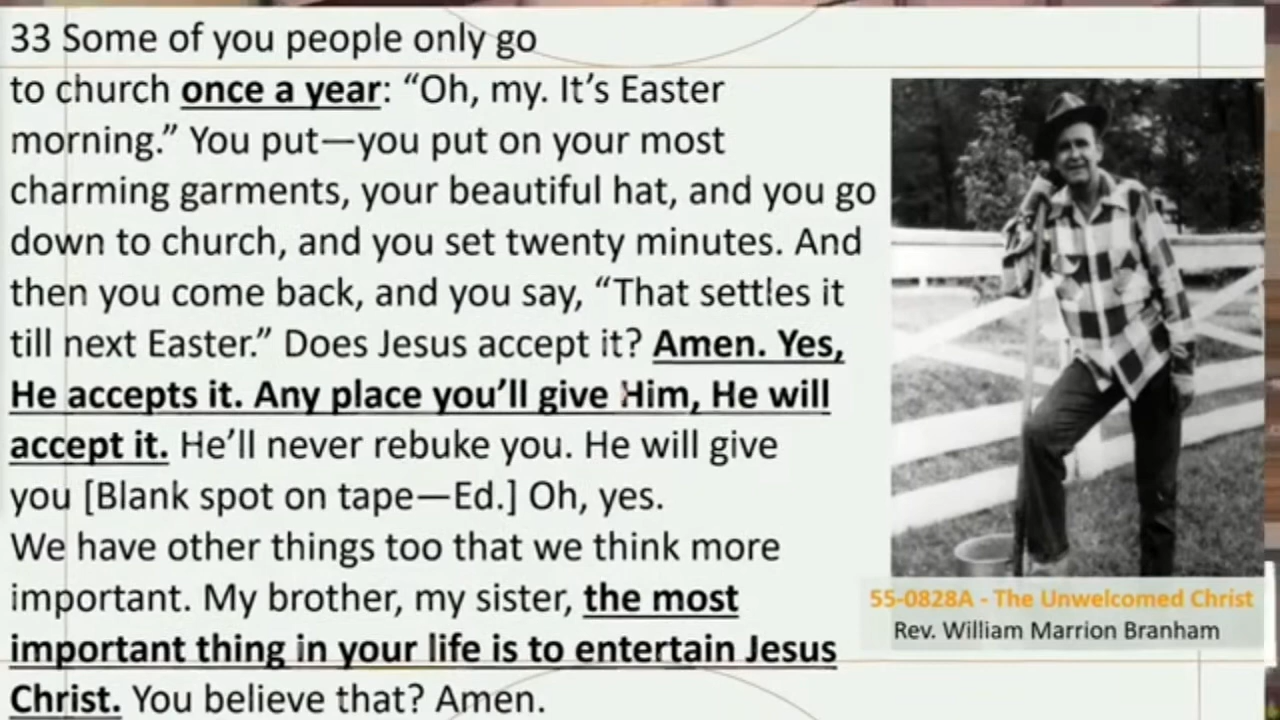 33 Some of you people only go
to church once a year: “Oh, my. It’s Easter
morning.” You put—you put on your most
charming garments, your beautiful hat, and you go
down to church, and you set twenty minutes. And
then you come back, and you say, “That settles it
till next Easter.” Does Jesus accept it? Amen. Yes,
He accepts it. Any place you’ll give Him, He will
accept it. He’ll never rebuke you. He will give
you [Blank spot on tape—Ed.] Oh, yes.
We have other things too that we think more
important. My brother, my sister, the most
important thing in your life is to entertain Jesus
Christ. You believe that? Amen.
55-0828A - The Unwelcomed Christ
Rev. William Marrion Branham